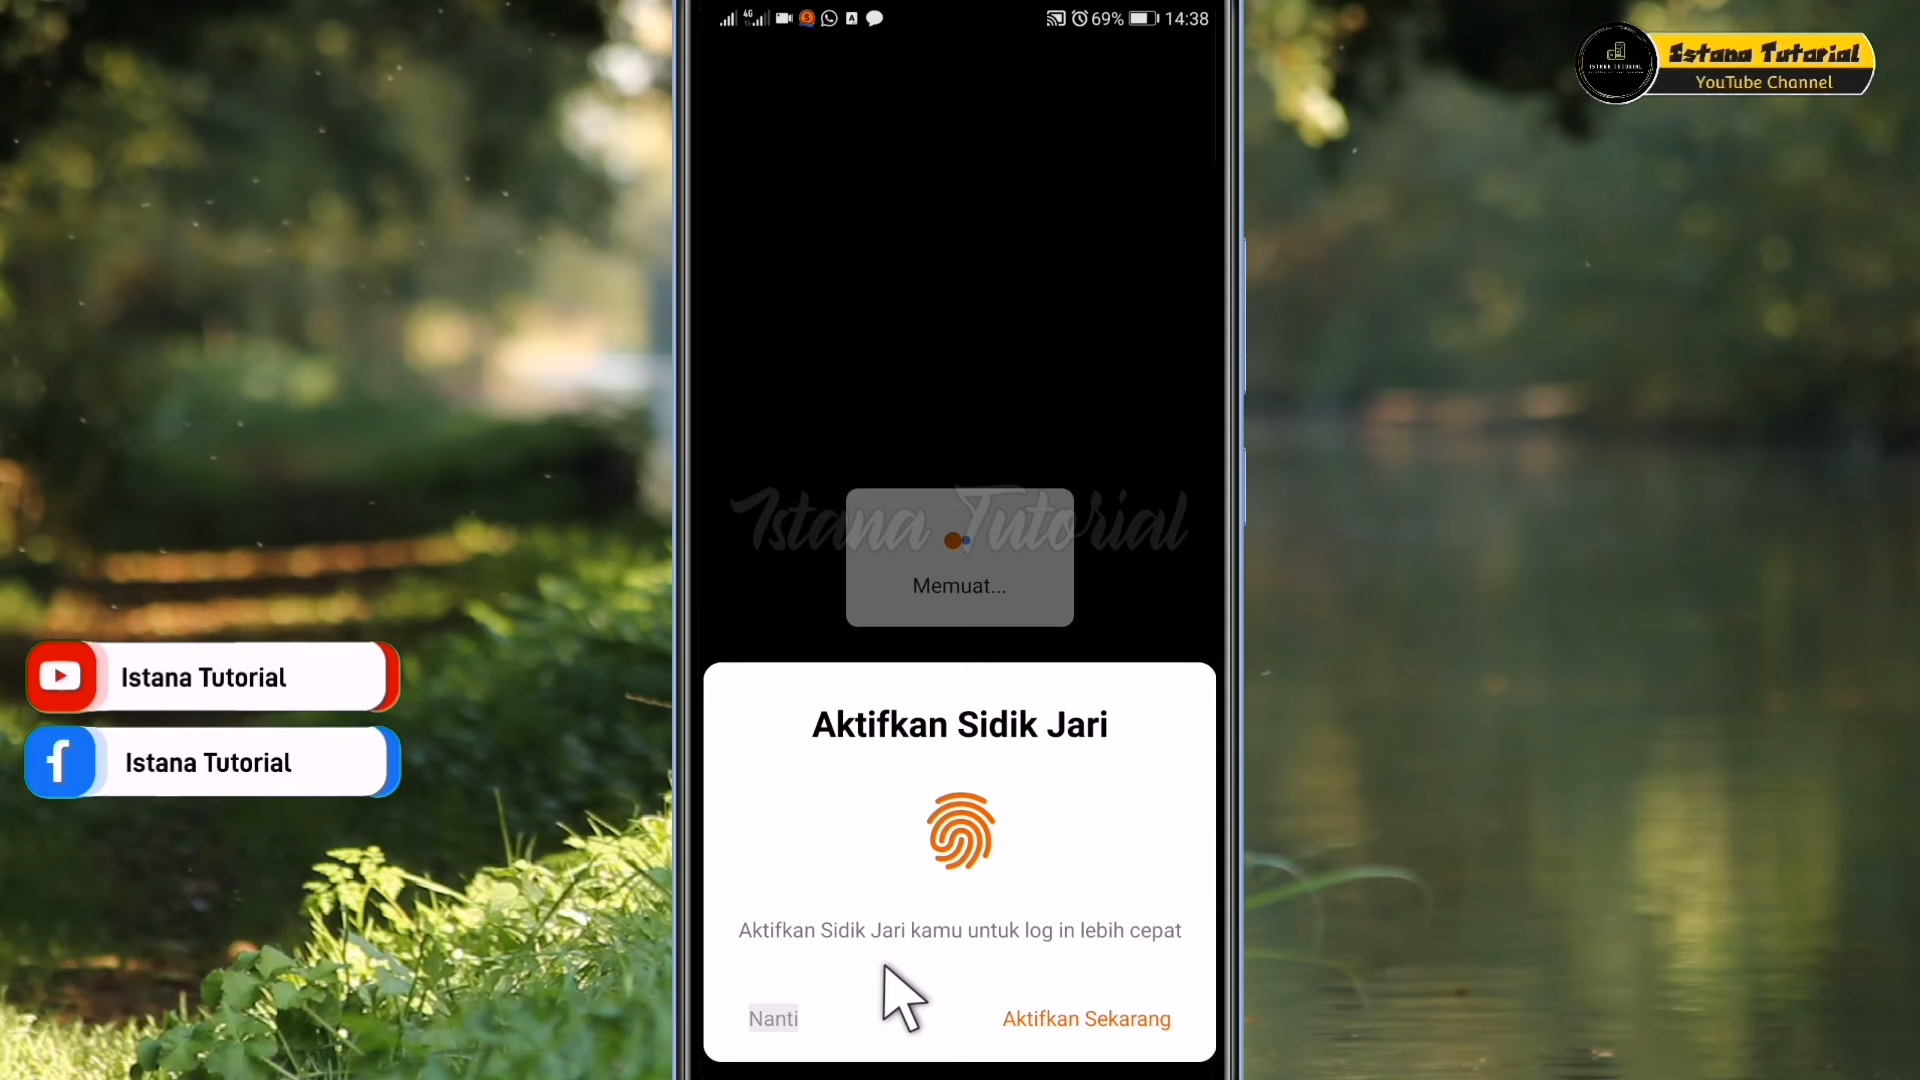 4G
69%
14:38
Istana Tutorial
YouTube Channel
Istana Tutorial
Memuat...
Istana Tutorial
Istana Tutorial
Aktifkan Sidik Jari
Aktifkan Sidik Jari kamu untuk log in lebih cepat
Nanti
Aktifkan Sekarang